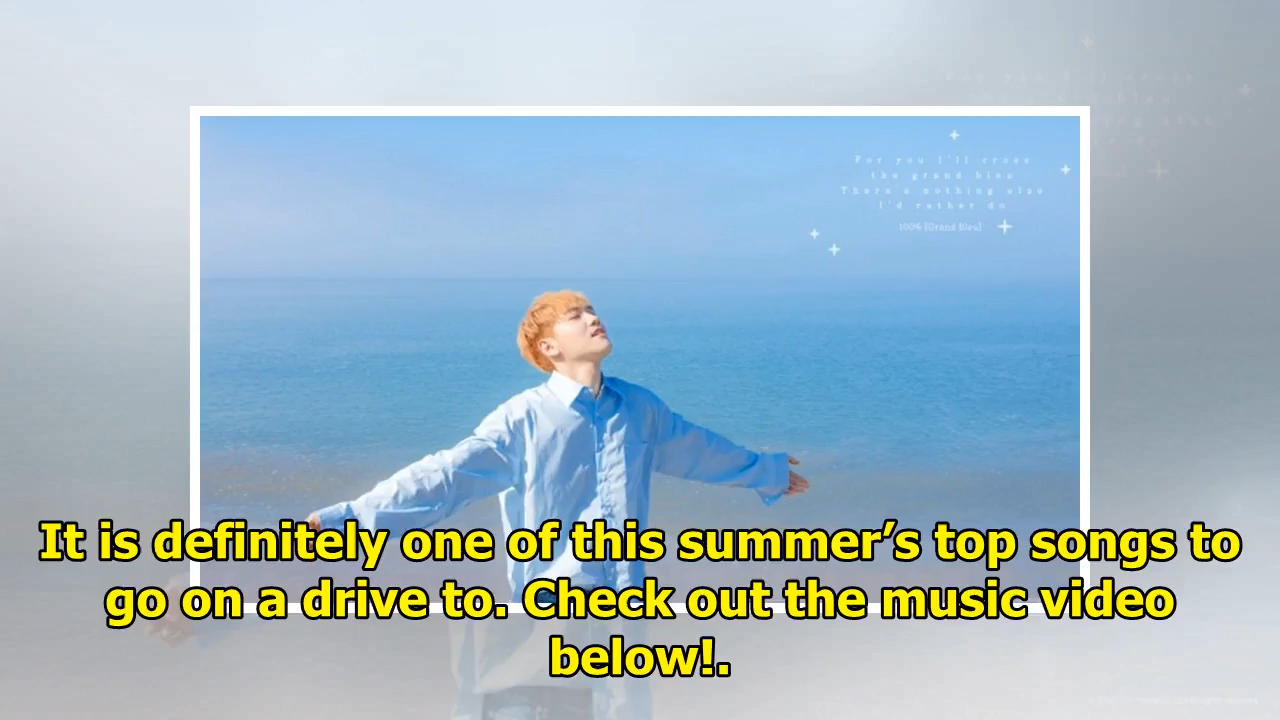 For you I'll cross
the grand bleu
There's nothing else
I'd rather do
100% [Grand Bleu]
It is definitely one of this summer’s top songs to
go on a drive to. Check out the music video
below!.